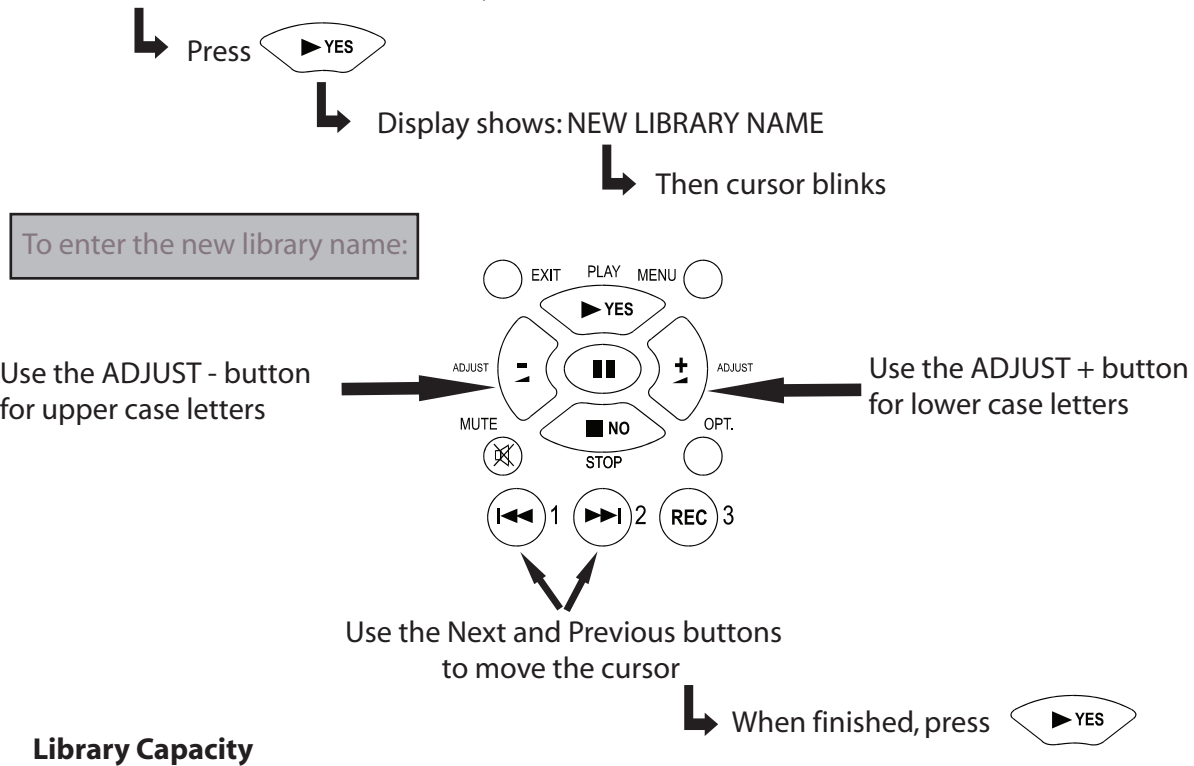 Press ▶ YES
Display shows: NEW LIBRARY NAME
Then cursor blinks
To enter the new library name:
EXIT PLAY MENU
▶ YES
Use the ADJUST - button
for upper case letters
ADJUST - + ADJUST
Use the ADJUST + button
for lower case letters
MUTE ■ NO OPT.
STOP
1 2 REC 3
Use the Next and Previous buttons
to move the cursor
When finished, press ▶ YES
Library Capacity